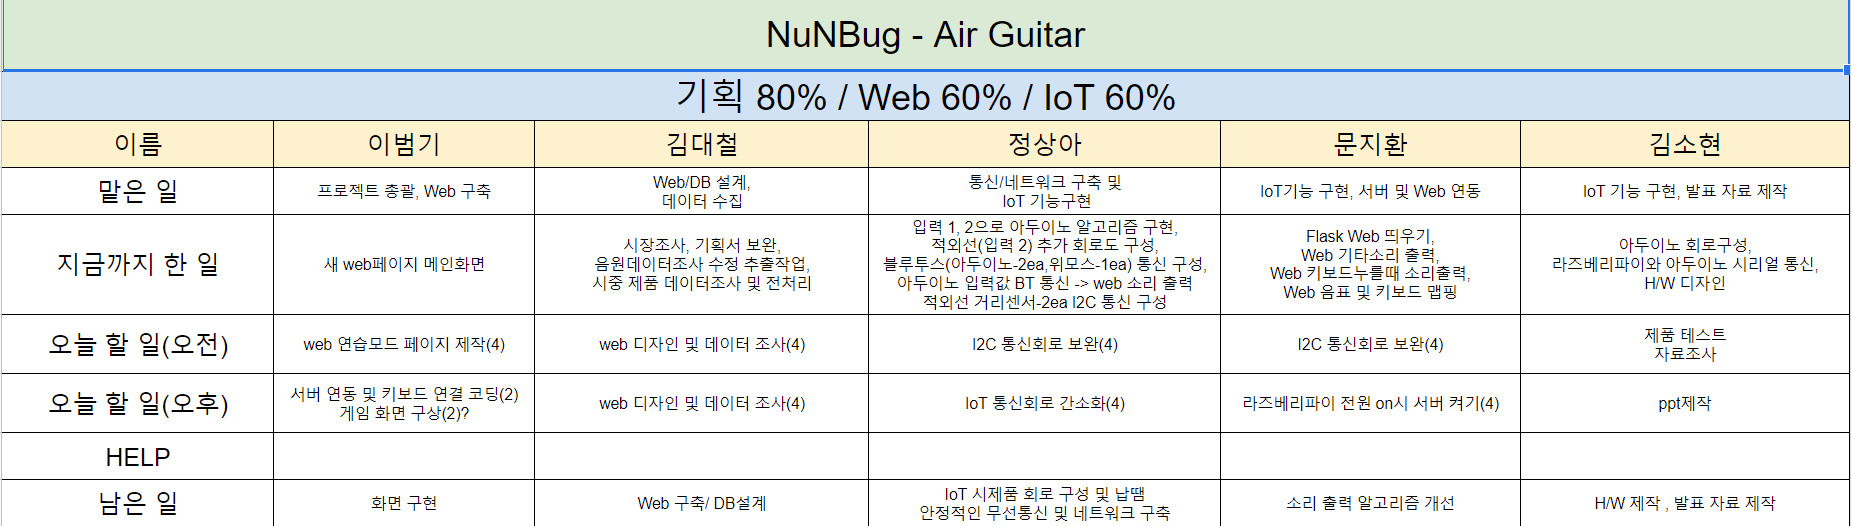 NuNBug - Air Guitar
기획 80% / Web 60% / IoT 60%
이름 이범기 김대철 정상아 문지환 김소현
맡은 일
프로젝트 총괄, Web 구축
Web/DB 설계,
데이터 수집
통신/네트워크 구축 및
IoT 기능구현
IoT기능 구현, 서버 및 Web 연동
IoT 기능 구현, 발표 자료 제작
지금까지 한 일
새 web페이지 메인화면
시장조사, 기획서 보완,
음원데이터조사 수정 추출작업,
시중 제품 데이터조사 및 전처리
입력 1, 2으로 아두이노 알고리즘 구현,
적외선(입력 2) 추가 회로도 구성,
블루투스(아두이노-2ea,위모스-1ea) 통신 구성,
아두이노 입력값 BT 통신 -> web 소리 출력
적외선 거리센서-2ea I2C 통신 구성
Flask Web 띄우기,
Web 기타소리 출력,
Web 키보드누를때 소리출력,
Web 음표 및 키보드 맵핑
아두이노 회로구성,
라즈베리파이와 아두이노 시리얼 통신,
H/W 디자인
오늘 할 일(오전)
web 연습모드 페이지 제작(4)
web 디자인 및 데이터 조사(4)
I2C 통신회로 보완(4)
I2C 통신회로 보완(4)
제품 테스트
자료조사
오늘 할 일(오후)
서버 연동 및 키보드 연결 코딩(2)
게임 화면 구상(2)?
web 디자인 및 데이터 조사(4)
IoT 통신회로 간소화(4)
라즈베리파이 전원 on시 서버 켜기(4)
ppt제작
HELP
남은 일
화면 구현
Web 구축/ DB설계
IoT 시제품 회로 구성 및 납땜
안정적인 무선통신 및 네트워크 구축
소리 출력 알고리즘 개선
H/W 제작 , 발표 자료 제작